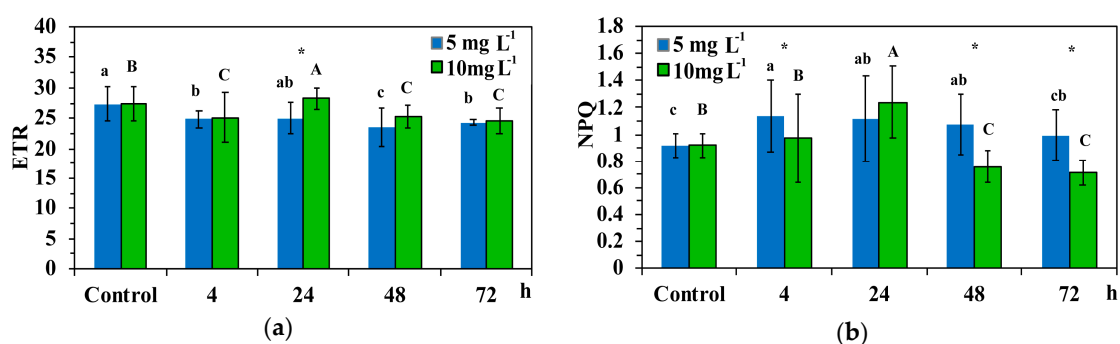 40
35
30
25
20
15
10
5
0
ETR
5 mg L-1
10mg L-1
*
a B b C ab A c C b C
Control 4 24 48 72 h
(a)
1.8
1.6
1.4
1.2
1
0.8
0.6
0.4
0.2
0
NPQ
5 mg L-1
10mg L-1
* * *
c B a B ab A ab C cb C
Control 4 24 48 72 h
(b)